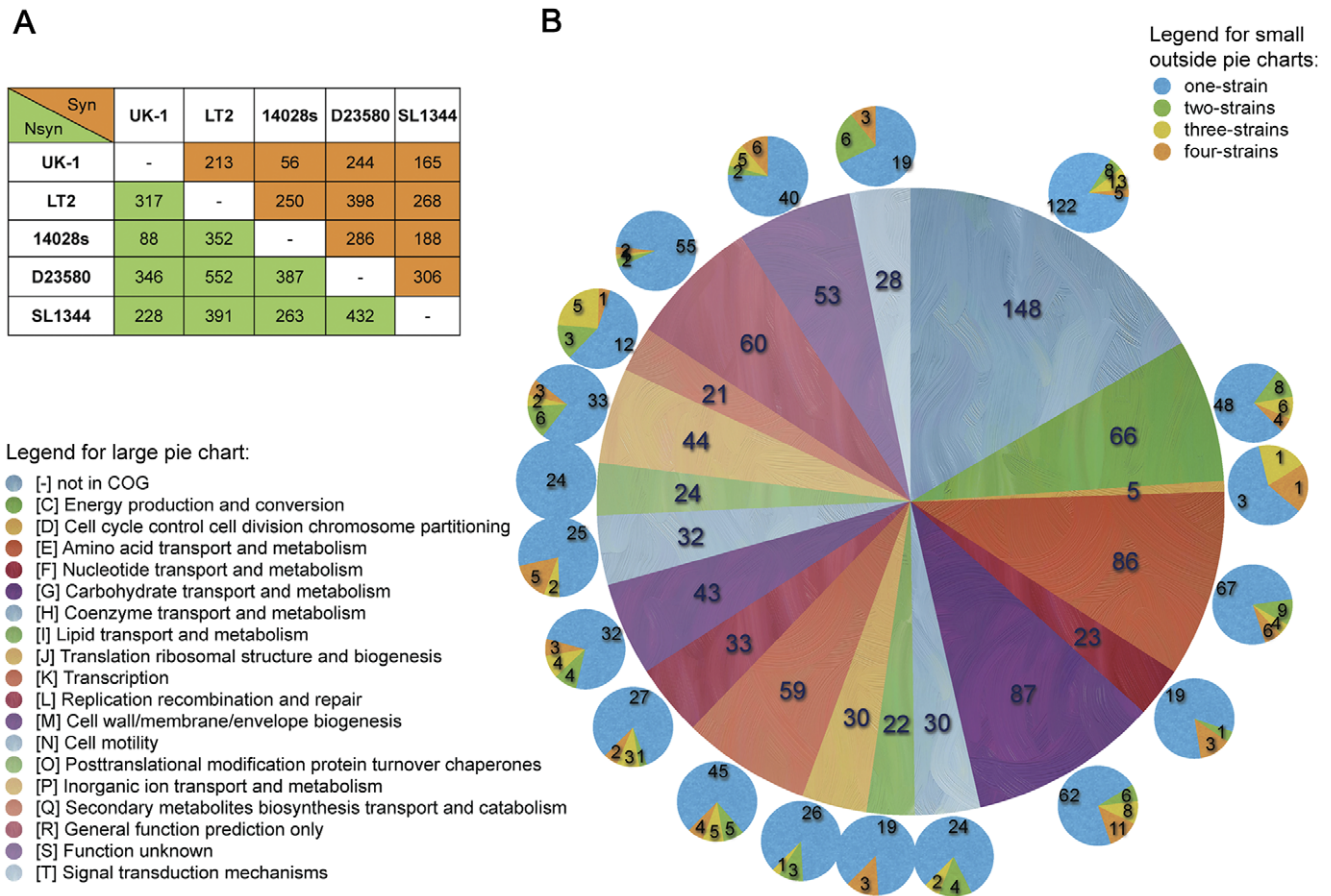 A
Syn
Nsyn
UK-1 LT2 14028s D23580 SL1344
UK-1 - 213 56 244 165
LT2 317 - 250 398 268
14028s 88 352 - 286 188
D23580 346 552 387 - 306
SL1344 228 391 263 432 -
Legend for large pie chart:
[-] not in COG
[C] Energy production and conversion
[D] Cell cycle control cell division chromosome partitioning
[E] Amino acid transport and metabolism
[F] Nucleotide transport and metabolism
[G] Carbohydrate transport and metabolism
[H] Coenzyme transport and metabolism
[I] Lipid transport and metabolism
[J] Translation ribosomal structure and biogenesis
[K] Transcription
[L] Replication recombination and repair
[M] Cell wall/membrane/envelope biogenesis
[N] Cell motility
[O] Posttranslational modification protein turnover chaperones
[P] Inorganic ion transport and metabolism
[Q] Secondary metabolites biosynthesis transport and catabolism
[R] General function prediction only
[S] Function unknown
[T] Signal transduction mechanisms
B
Legend for small
outside pie charts:
one-strain
two-strains
three-strains
four-strains
148
66
5
86
23
87
30
22
30
59
33
43
32
24
44
21
60
53
28
122 8 13 5
48 8 6 4
3 1 1
67 9 4 6
19 1 3
62 6 8 11
24 4 2
19 3
26 3 1
45 5 5 4
27 1 3 2
32 4 4 3
25 2 5
24
33 6 2 3
12 3 5 1
55 2 2
40 2 5 6
19 6 3